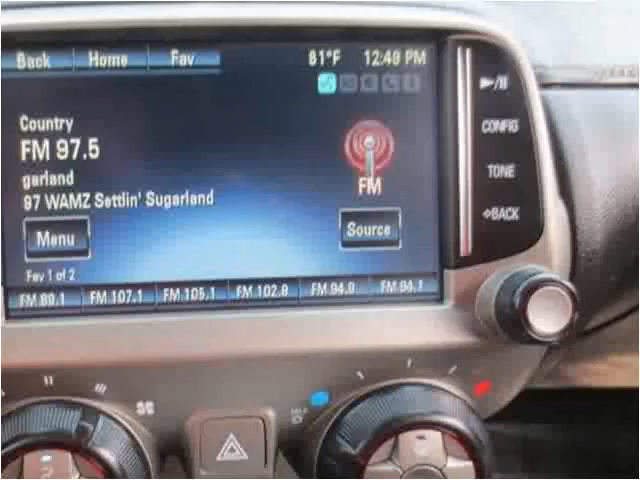 Back Home Fav 81°F 12:49 PM
Country
FM 97.5
garland
97 WAMZ Settlin' Sugarland
FM
Menu
Source
Fav 1 of 2
FM 89.1 FM 107.1 FM 105.1 FM 102.9 FM 94.9 FM 94.1
CONFIG
TONE
BACK